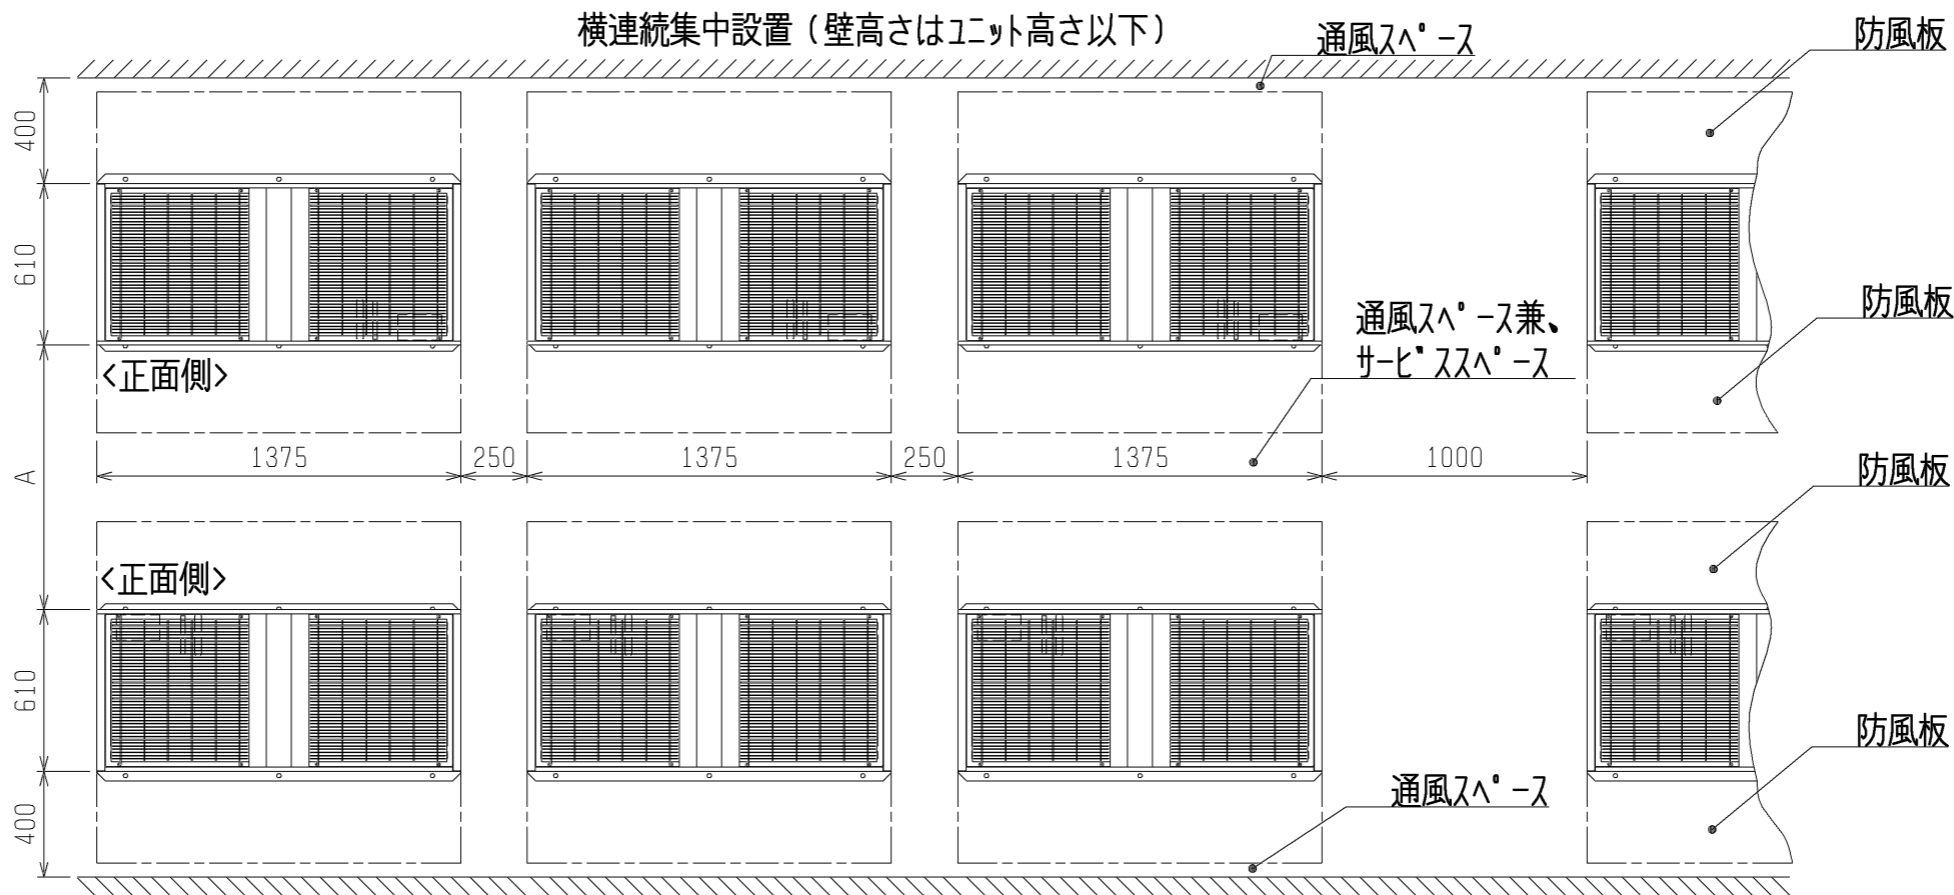 横連続集中設置(壁高さはユニット高さ以下)
通風スペース
防風板
400
610
防風板
通風スペース兼、
サービススペース
<正面側>
1375
250
1375
250
1375
1000
A
防風板
<正面側>
610
防風板
通風スペース
400